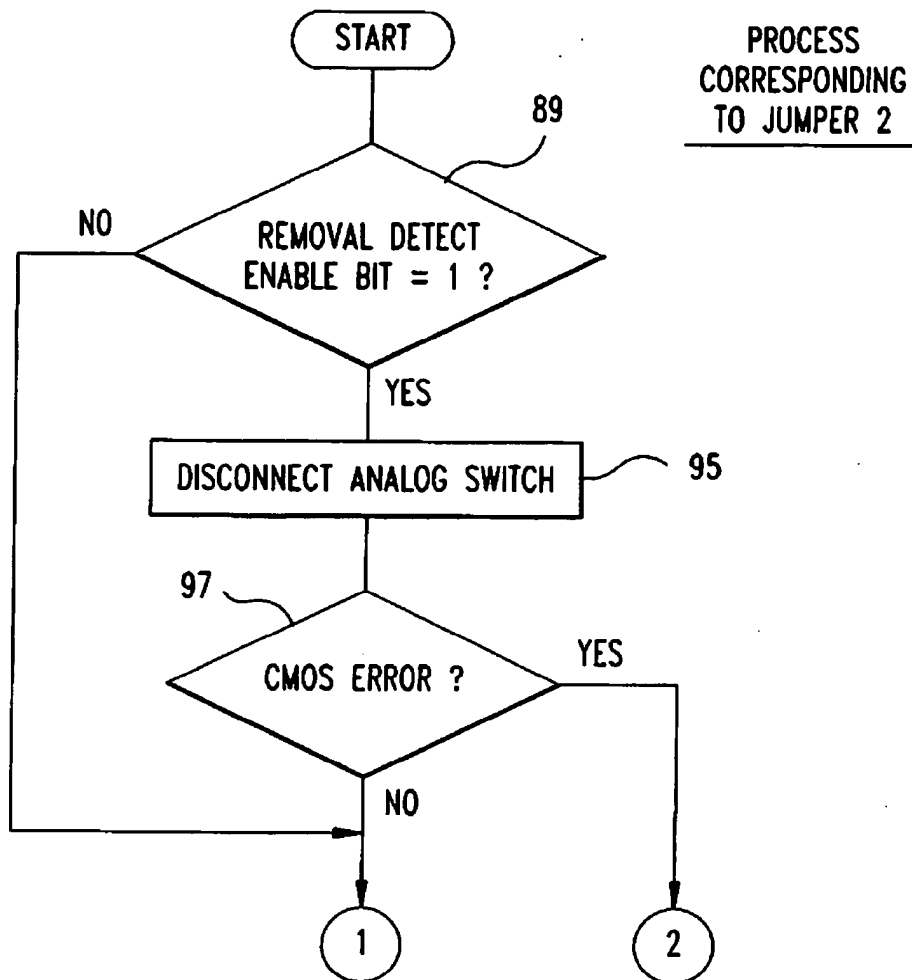 START
PROCESS
CORRESPONDING
TO JUMPER 2
89
NO
REMOVAL DETECT
ENABLE BIT = 1 ?
YES
DISCONNECT ANALOG SWITCH
95
97
CMOS ERROR ?
YES
NO
1
2